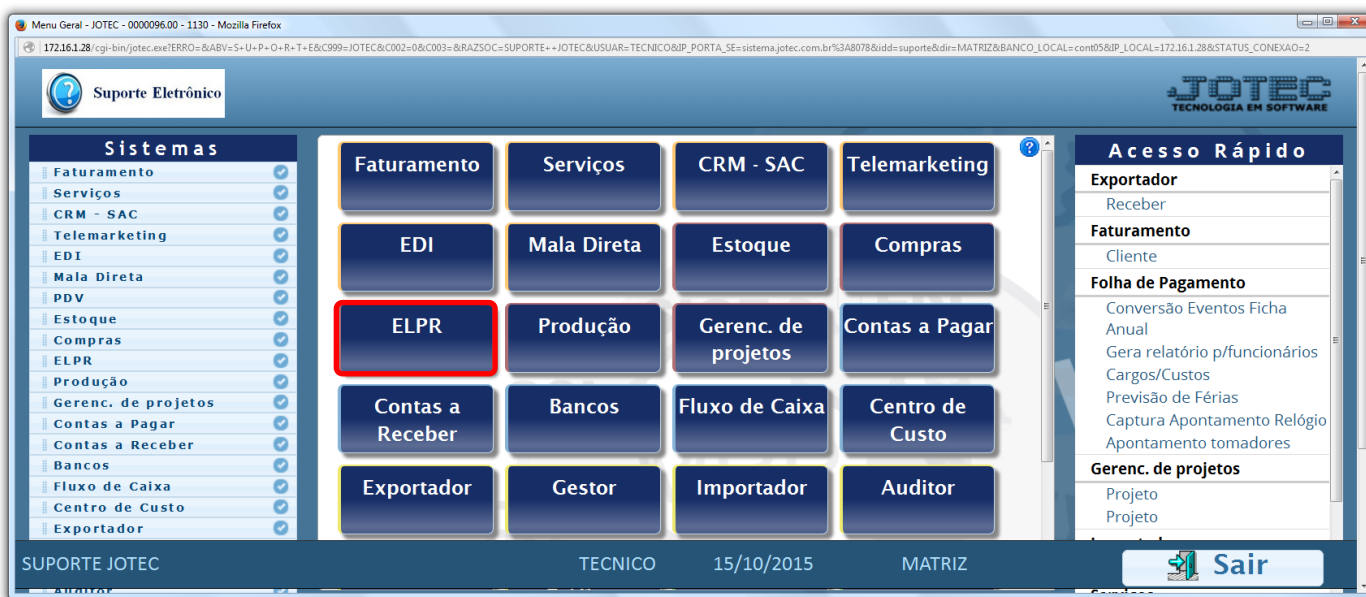 Menu Geral - JOTEC - 0000096.00 - 1130 - Mozilla Firefox
172.16.1.28/cgi-bin/jotec.exe?ERRO=&ABV=S+U+P+O+R+T+E&C999=JOTEC&C002=0&C003=&RAZSOC=SUPORTE++JOTEC&USUAR=TECNICO&IP_PORTA_SE=sistema.jotec.com.br%3A8078&idd=suporte&dir=MATRIZ&BANCO_LOCAL=cont05&IP_LOCAL=172.16.1.28&STATUS_CONEXAO=2
Suporte Eletrônico
JOTEC
TECNOLOGIA EM SOFTWARE
Sistemas
Faturamento
Serviços
CRM - SAC
Telemarketing
EDI
Mala Direta
PDV
Estoque
Compras
ELPR
Produção
Gerenc. de projetos
Contas a Pagar
Contas a Receber
Bancos
Fluxo de Caixa
Centro de Custo
Exportador
Auditor
Faturamento
Serviços
CRM - SAC
Telemarketing
EDI
Mala Direta
Estoque
Compras
ELPR
Produção
Gerenc. de
projetos
Contas a Pagar
Contas a
Receber
Bancos
Fluxo de Caixa
Centro de
Custo
Exportador
Gestor
Importador
Auditor
Acesso Rápido
Exportador
Receber
Faturamento
Cliente
Folha de Pagamento
Conversão Eventos Ficha
Anual
Gera relatório p/funcionários
Cargos/Custos
Previsão de Férias
Captura Apontamento Relógio
Apontamento tomadores
Gerenc. de projetos
Projeto
Projeto
SUPORTE JOTEC
TECNICO
15/10/2015
MATRIZ
Sair